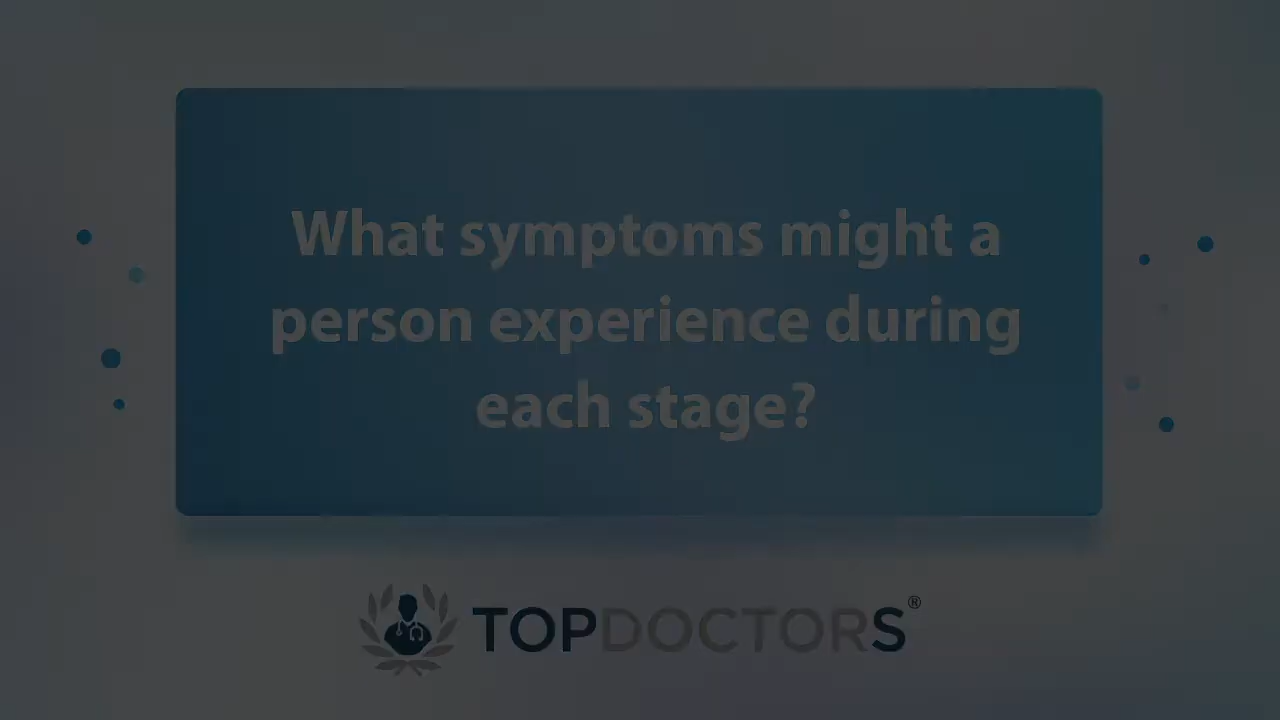 What symptoms might a
person experience during
each stage?
TOPDOCTORS®